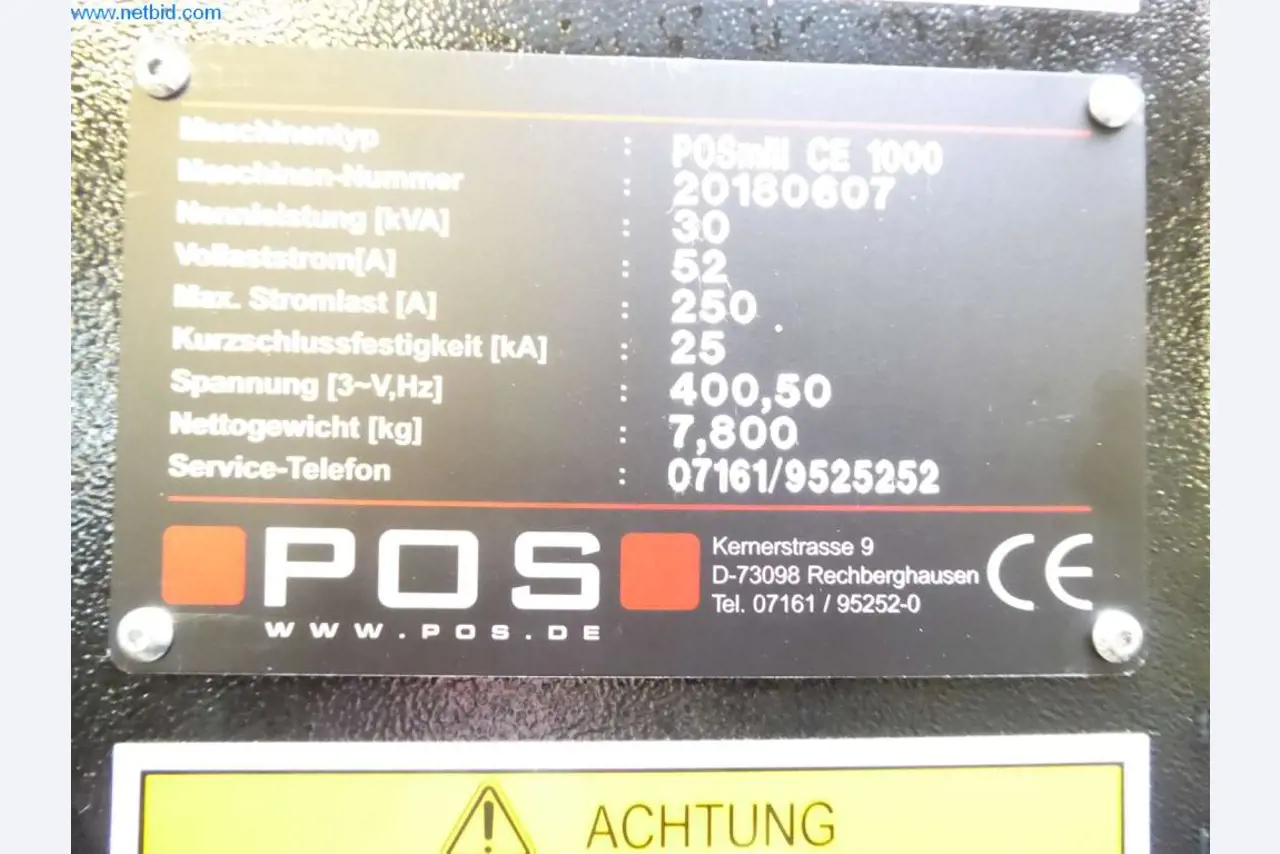 www.netbid.com
Maschinentyp : POSmill CE 1000
Maschinen-Nummer : 20180607
Nennleistung [kVA] : 30
Vollaststrom[A] : 52
Max. Stromlast [A] : 250
Kurzschlussfestigkeit [kA] : 25
Spannung [3~V,Hz] : 400,50
Nettogewicht [kg] : 7,800
Service-Telefon : 07161/9525252
POS
WWW.POS.DE
Kernerstrasse 9
D-73098 Rechberghausen
Tel. 07161 / 95252-0
CE
ACHTUNG